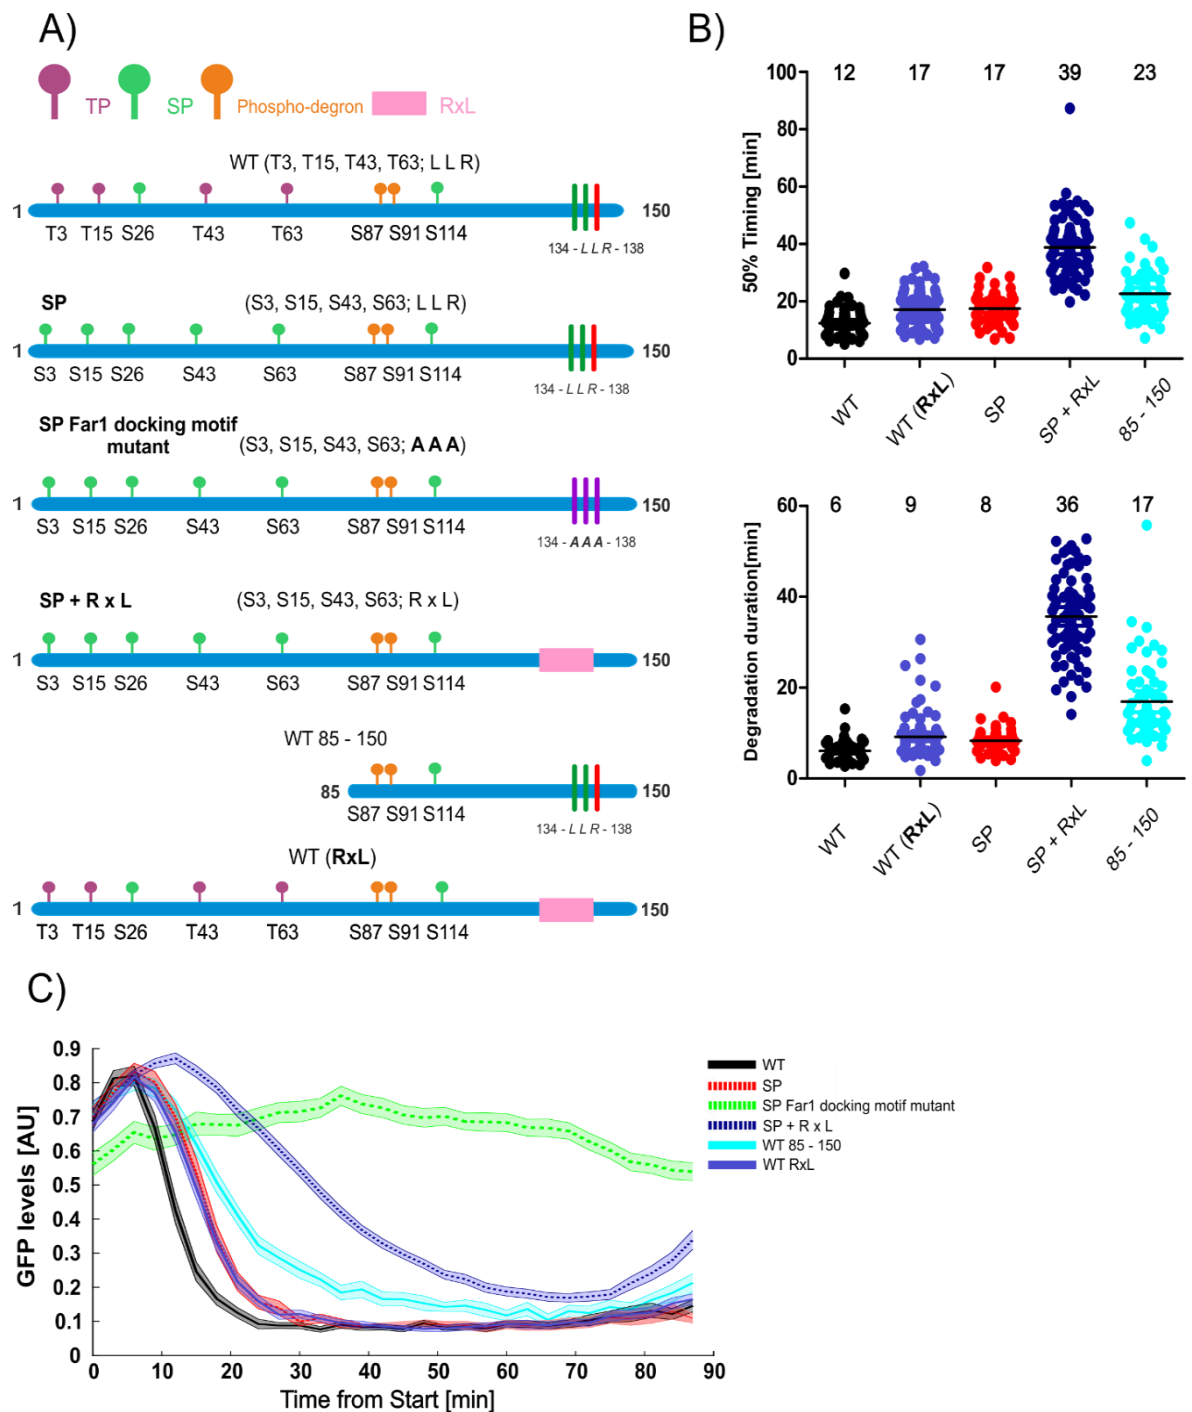 A)
TP SP Phospho-degron RxL
WT (T3, T15, T43, T63; L L R)
1 150
T3 T15 S26 T43 T63 S87 S91 S114
134 - L L R - 138
SP (S3, S15, S43, S63; L L R)
1 150
S3 S15 S26 S43 S63 S87 S91 S114
134 - L L R - 138
SP Far1 docking motif
mutant (S3, S15, S43, S63; A A A)
1 150
S3 S15 S26 S43 S63 S87 S91 S114
134 - A A A - 138
SP + R x L (S3, S15, S43, S63; R x L)
1 150
S3 S15 S26 S43 S63 S87 S91 S114
WT 85 - 150
85 150
S87 S91 S114
134 - L L R - 138
WT (RxL)
1 150
T3 T15 S26 T43 T63 S87 S91 S114
B)
12 17 17 39 23
100
80
60
40
20
0
50% Timing [min]
WT WT (RxL) SP SP + RxL 85 - 150
6 9 8 36 17
60
40
20
0
Degradation duration[min]
WT WT (RxL) SP SP + RxL 85 - 150
C)
0.9
0.8
0.7
0.6
0.5
0.4
0.3
0.2
0.1
0
GFP levels [AU]
0 10 20 30 40 50 60 70 80 90
Time from Start [min]
WT
SP
SP Far1 docking motif mutant
SP + R x L
WT 85 - 150
WT RxL